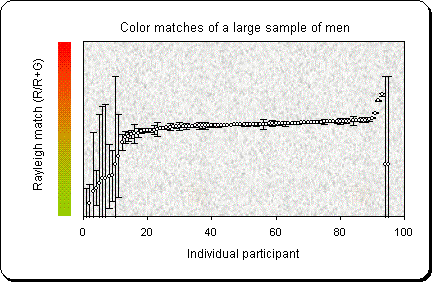 Color matches of a large sample of men
Rayleigh match (R/R+G)
0 20 40 60 80 100
Individual participant